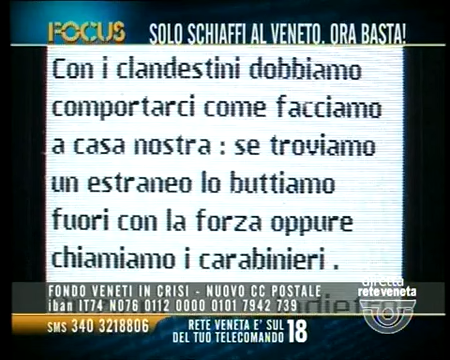 FOCUS SOLO SCHIAFFI AL VENETO. ORA BASTA!
Con i clandestini dobbiamo
comportarci come facciamo
a casa nostra : se troviamo
un estraneo lo buttiamo
fuori con la forza oppure
chiamiamo i carabinieri .
diretta
reteveneta
FONDO VENETI IN CRISI - NUOVO CC POSTALE
iban IT74 N076 0112 0000 0101 7942 739
SMS 340 3218806
RETE VENETA E' SUL
DEL TUO TELECOMANDO 18